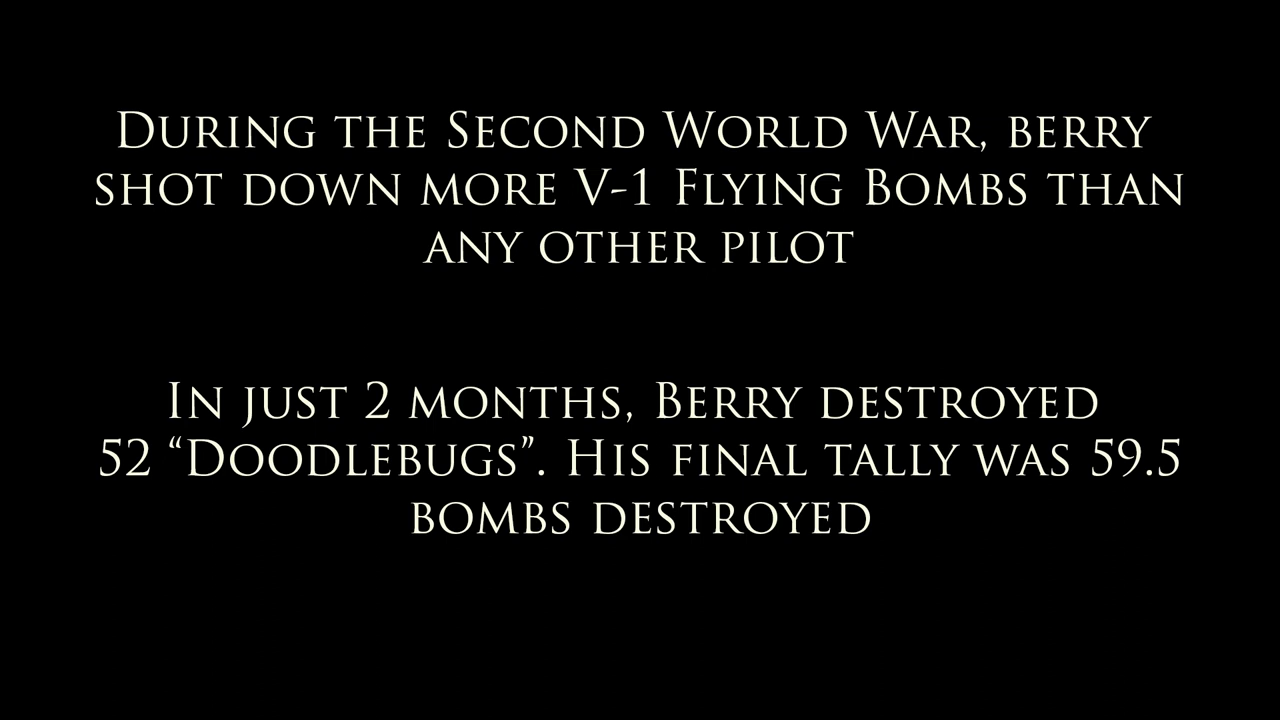 During the Second World War, berry
shot down more V-1 Flying Bombs than
any other pilot
In just 2 months, Berry destroyed
52 “Doodlebugs”. His final tally was 59.5
bombs destroyed